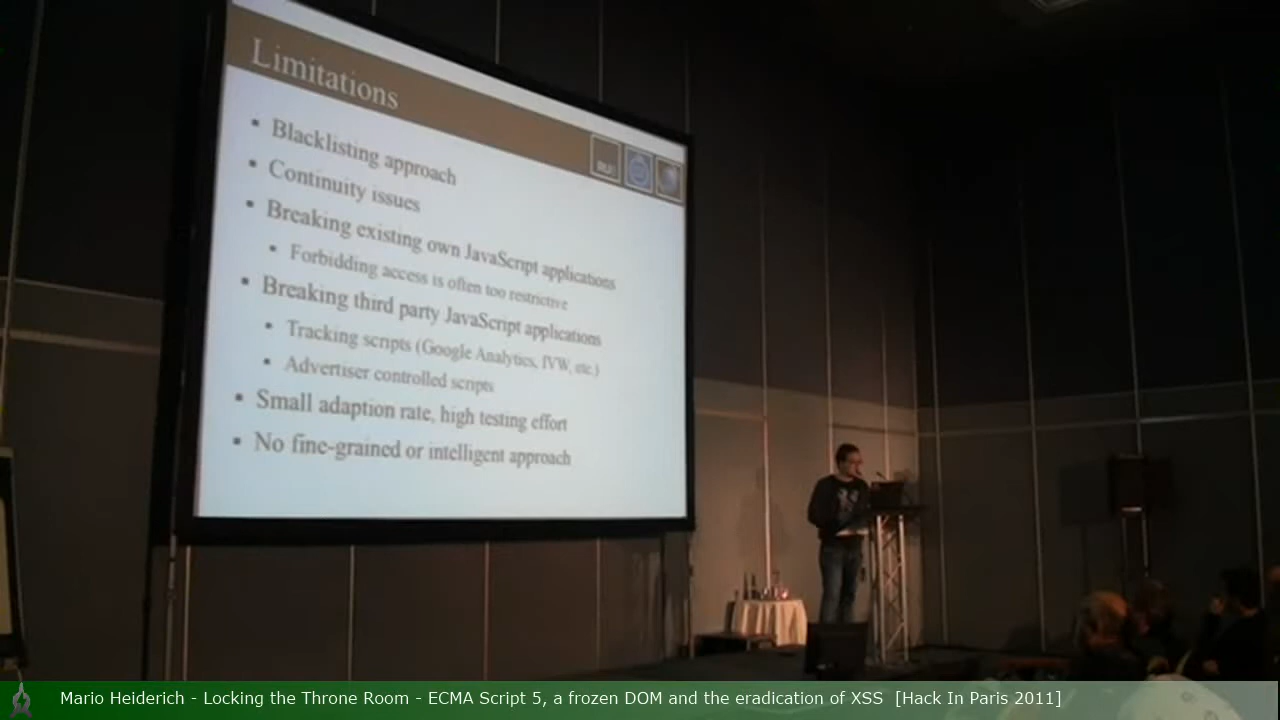 Limitations
RUB
Blacklisting approach
Continuity issues
Breaking existing own JavaScript applications
Forbidding access is often too restrictive
Breaking third party JavaScript applications
Tracking scripts (Google Analytics, IVW, etc.)
Advertiser controlled scripts
Small adaption rate, high testing effort
No fine-grained or intelligent approach
Mario Heiderich - Locking the Throne Room - ECMA Script 5, a frozen DOM and the eradication of XSS [Hack In Paris 2011]